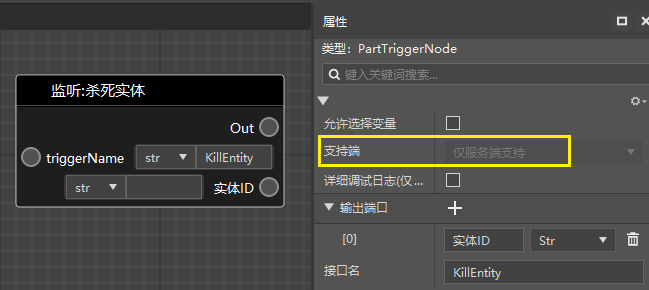 监听:杀死实体
Out
triggerName str KillEntity
str 实体ID
属性
类型: PartTriggerNode
键入关键词搜索...
允许选择变量
支持端 仅服务端支持
详细调试日志(仅 ...
输出端口 +
[0] 实体ID Str
接口名 KillEntity